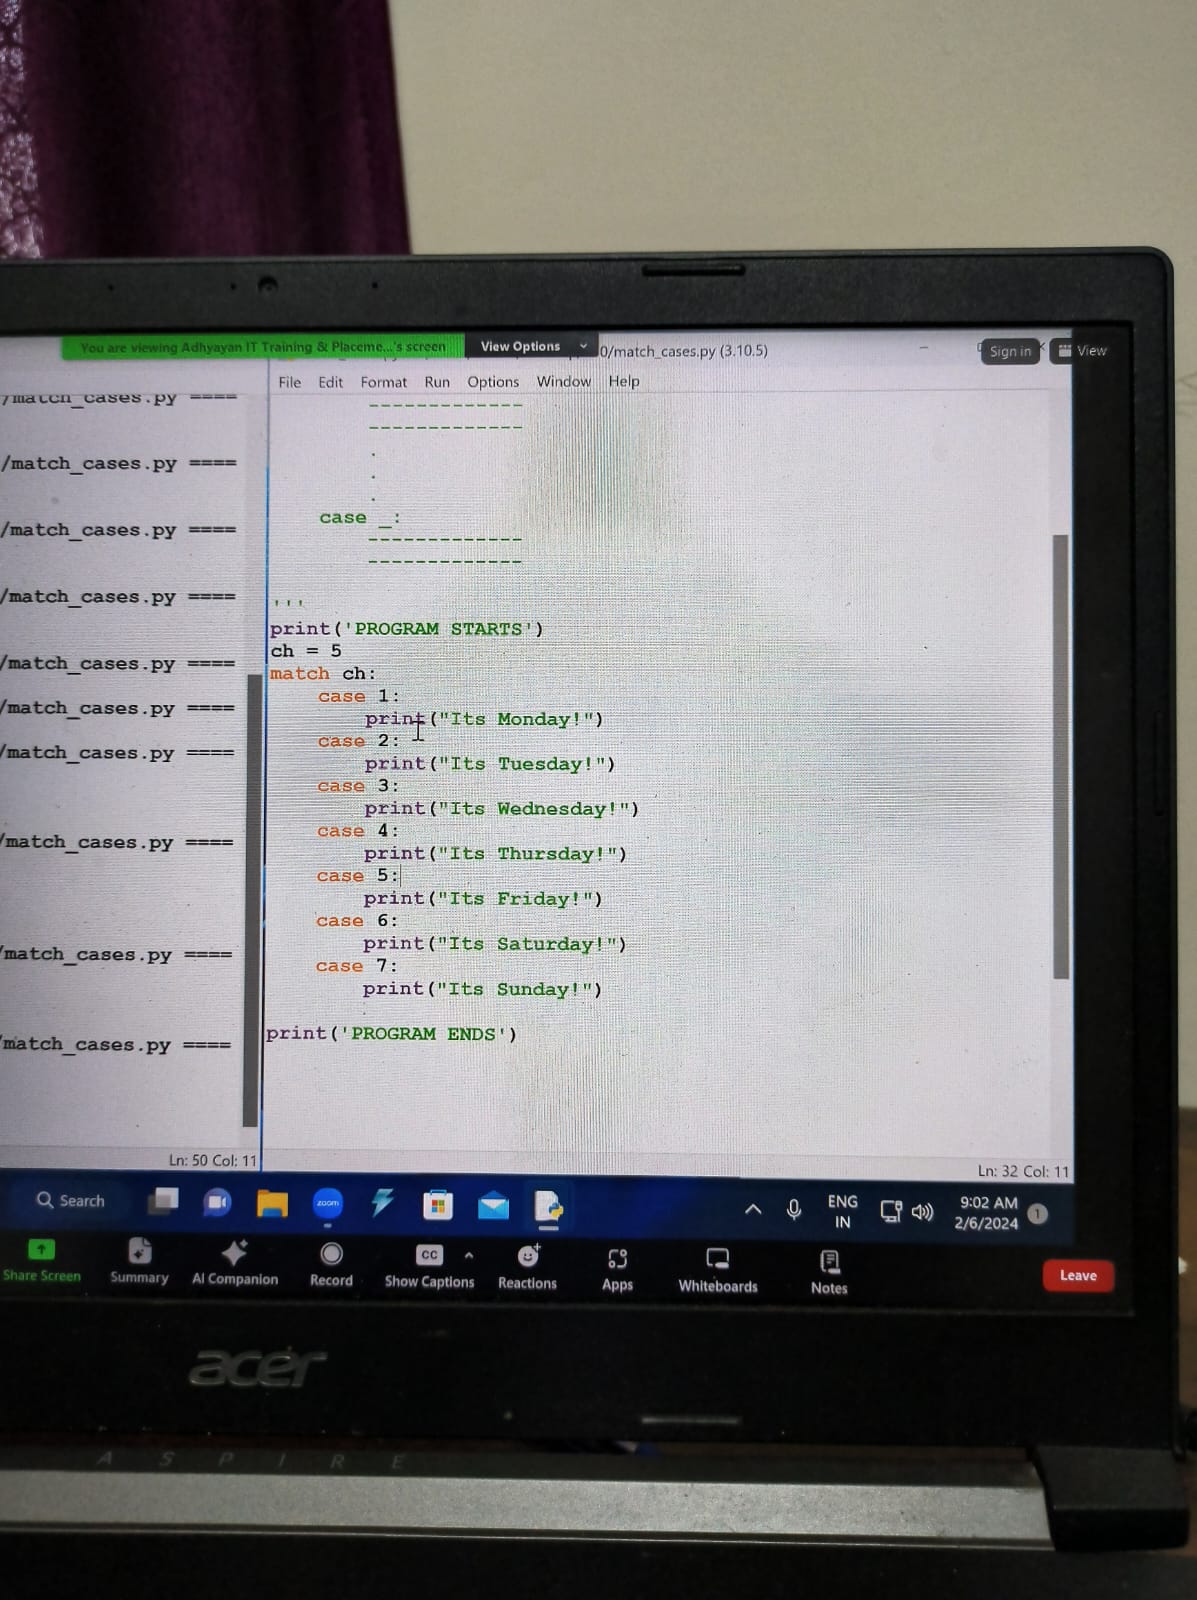 You are viewing Adhyayan IT Training & Placeme...'s screen
View Options
0/match_cases.py (3.10.5)
Sign in
View
File Edit Format Run Options Window Help
/match_cases.py ====
/match_cases.py ====
/match_cases.py ====
/match_cases.py ====
/match_cases.py ====
/match_cases.py ====
/match_cases.py ====
/match_cases.py ====
/match_cases.py ====
/match_cases.py ====
Ln: 50 Col: 11
-------------
-------------
.
.
.
case _:
-------------
-------------
'''
print('PROGRAM STARTS')
ch = 5
match ch:
case 1:
print("Its Monday!")
case 2:
print("Its Tuesday!")
case 3:
print("Its Wednesday!")
case 4:
print("Its Thursday!")
case 5:
print("Its Friday!")
case 6:
print("Its Saturday!")
case 7:
print("Its Sunday!")
print('PROGRAM ENDS')
Ln: 32 Col: 11
Search
zoom
ENG
IN
9:02 AM
2/6/2024
1
Share Screen
Summary
AI Companion
Record
CC
Show Captions
Reactions
Apps
Whiteboards
Notes
Leave
acer
ASPIRE